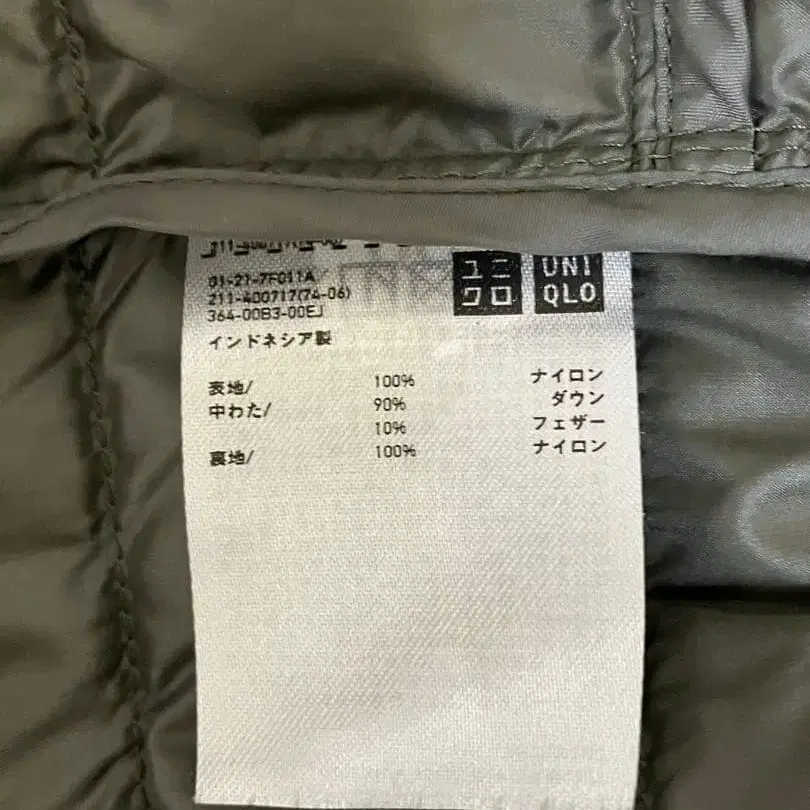 01-21-7F011A
211-400717(74-06)
364-00B3-00EJ
ユニ
クロ
UNI
QLO
インドネシア製
表地/ 100% ナイロン
中わた/ 90% ダウン
10% フェザー
裏地/ 100% ナイロン